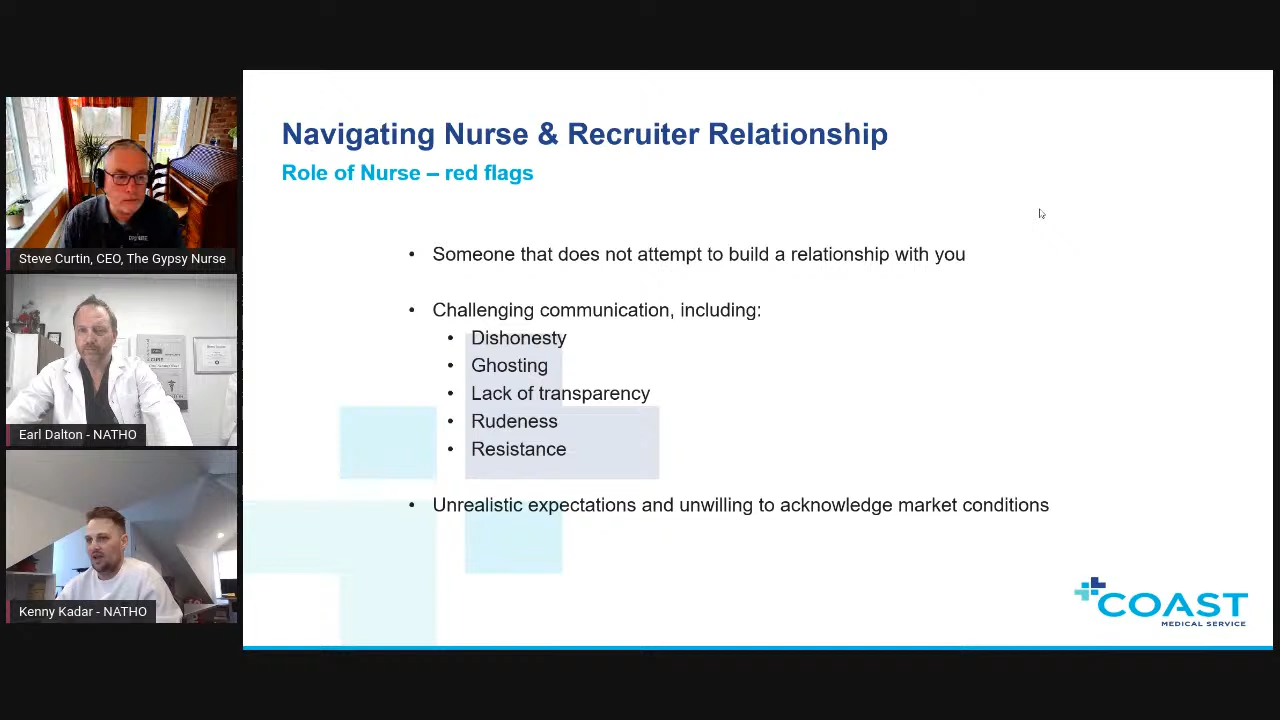 Steve Curtin, CEO, The Gypsy Nurse
Earl Dalton - NATHO
Kenny Kadar - NATHO
Navigating Nurse & Recruiter Relationship
Role of Nurse – red flags
• Someone that does not attempt to build a relationship with you
• Challenging communication, including:
• Dishonesty
• Ghosting
• Lack of transparency
• Rudeness
• Resistance
• Unrealistic expectations and unwilling to acknowledge market conditions
COAST
MEDICAL SERVICE